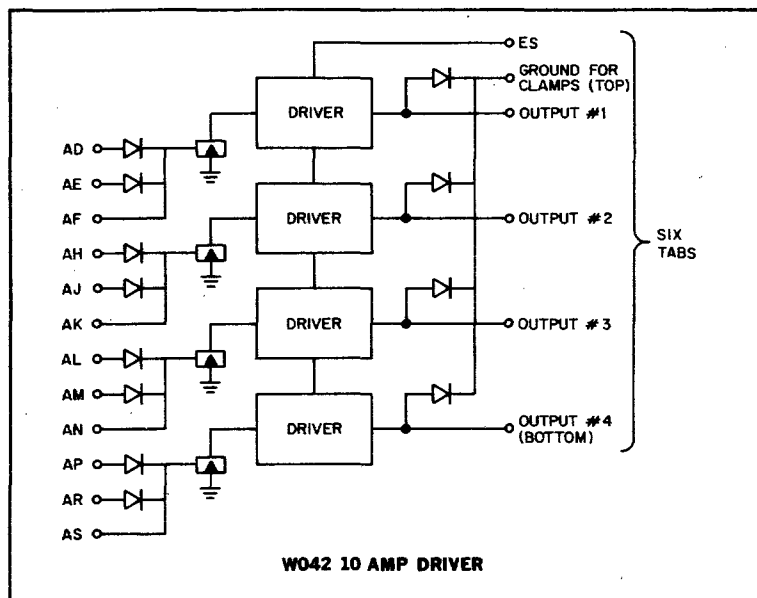 ES
GROUND FOR
CLAMPS (TOP)
DRIVER
OUTPUT #1
AD
AE
AF
DRIVER
OUTPUT #2
AH
AJ
AK
SIX
TABS
DRIVER
OUTPUT #3
AL
AM
AN
DRIVER
OUTPUT #4
(BOTTOM)
AP
AR
AS
W042 10 AMP DRIVER